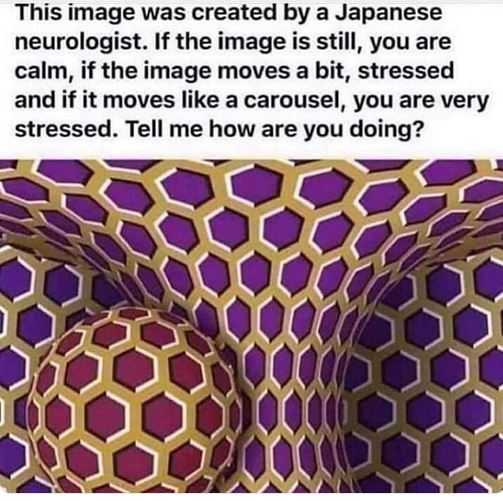 This image was created by a Japanese
neurologist. If the image is still, you are
calm, if the image moves a bit, stressed
and if it moves like a carousel, you are very
stressed. Tell me how are you doing?